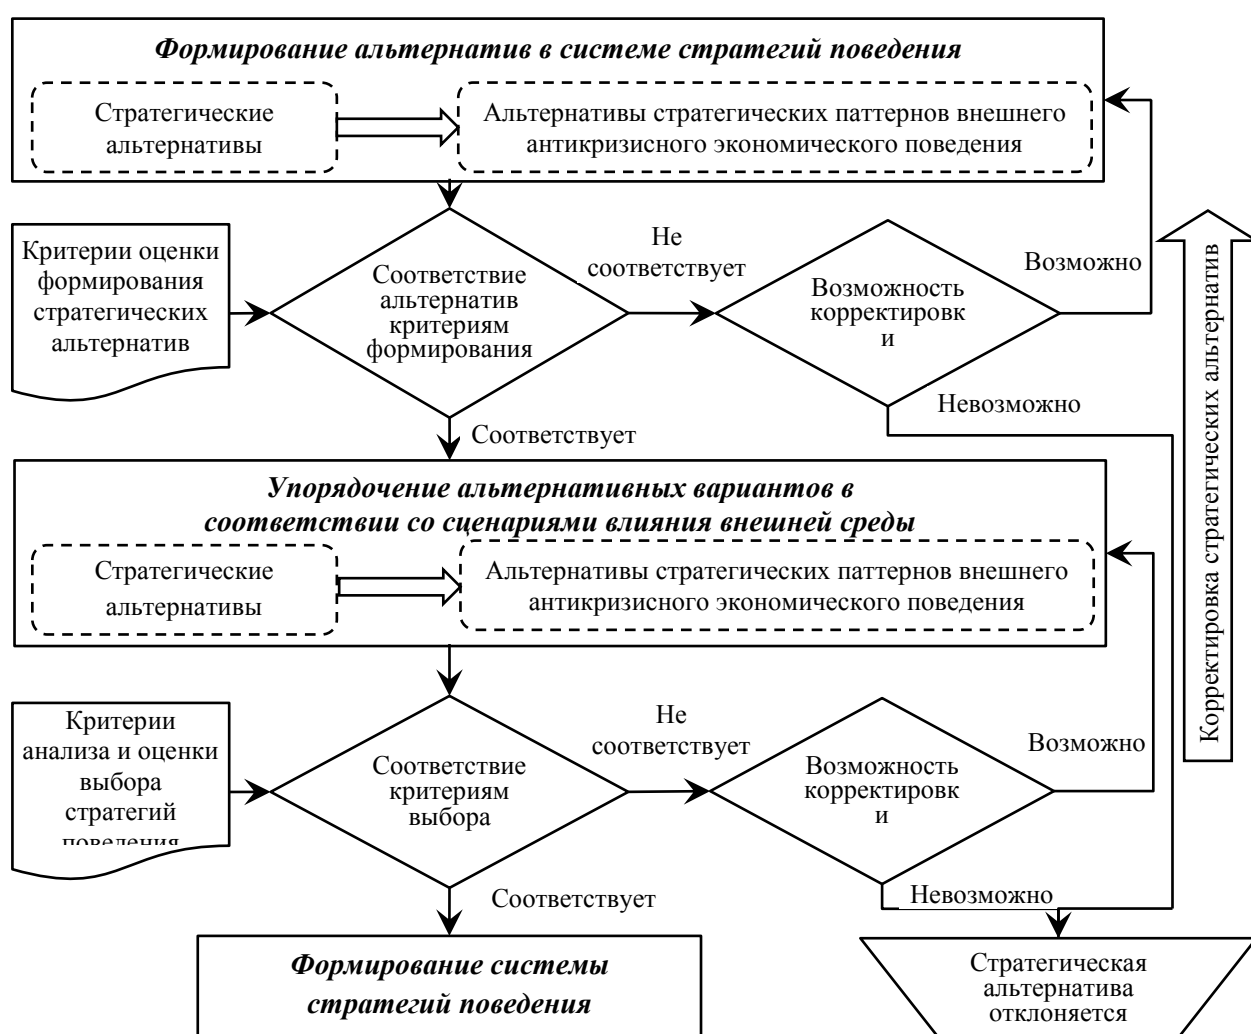 Формирование альтернатив в системе стратегий поведения
Стратегические
альтернативы
Альтернативы стратегических паттернов внешнего
антикризисного экономического поведения
Критерии оценки
формирования
стратегических
альтернатив
Соответствие
альтернатив
критериям
формирования
Не
соответствует
Возможность
корректировк
и
Возможно
Невозможно
Соответствует
Корректировка стратегических альтернатив
Упорядочение альтернативных вариантов в
соответствии со сценариями влияния внешней среды
Стратегические
альтернативы
Альтернативы стратегических паттернов внешнего
антикризисного экономического поведения
Критерии
анализа и оценки
выбора
стратегий
поведения
Соответствие
критериям
выбора
Не
соответствует
Возможность
корректировк
и
Возможно
Невозможно
Соответствует
Формирование системы
стратегий поведения
Стратегическая
альтернатива
отклоняется